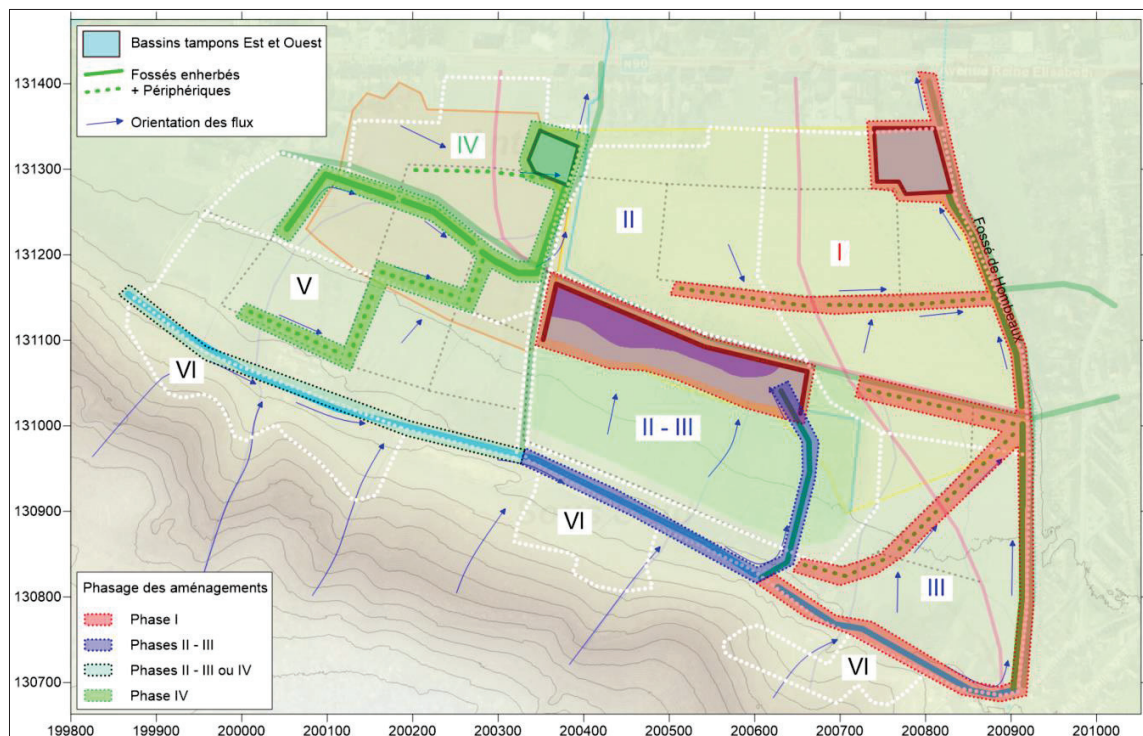 Bassins tampons Est et Ouest
Fossés enherbés
+ Périphériques
Orientation des flux
N90
131400
131300
131200
131100
131000
130900
130800
130700
IV
II
I
Fossé de Hombeaux
V
VI
II - III
VI
III
VI
Phasage des aménagements
Phase I
Phases II - III
Phases II - III ou IV
Phase IV
199800
199900
200000
200100
200200
200300
200400
200500
200600
200700
200800
200900
201000